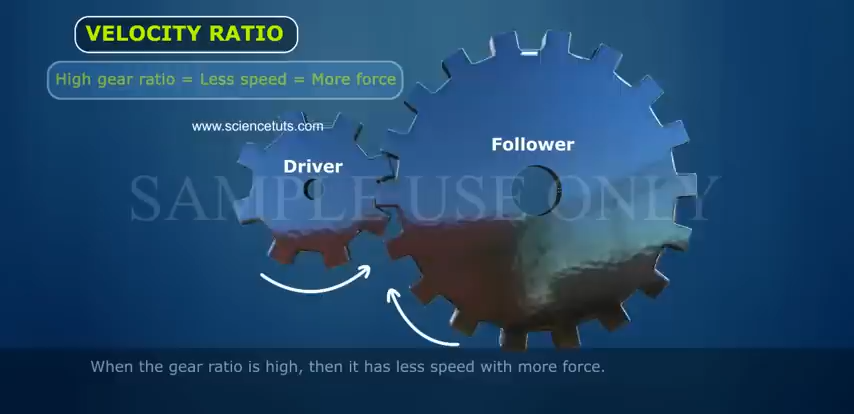 VELOCITY RATIO
High gear ratio = Less speed = More force
www.sciencetuts.com
Follower
Driver
SAMPLE USE ONLY
When the gear ratio is high, then it has less speed with more force.